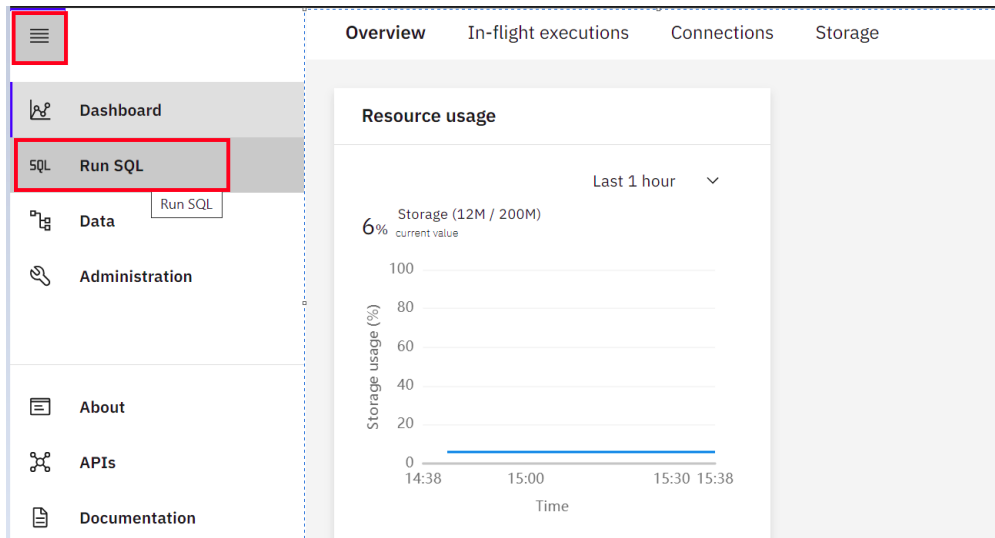 Overview In-flight executions Connections Storage
Dashboard
SQL Run SQL
Run SQL
Data
Administration
About
APIs
Documentation
Resource usage
Last 1 hour
6% Storage (12M / 200M)
current value
100
80
60
40
20
0
Storage usage (%)
14:38 15:00 15:30 15:38
Time